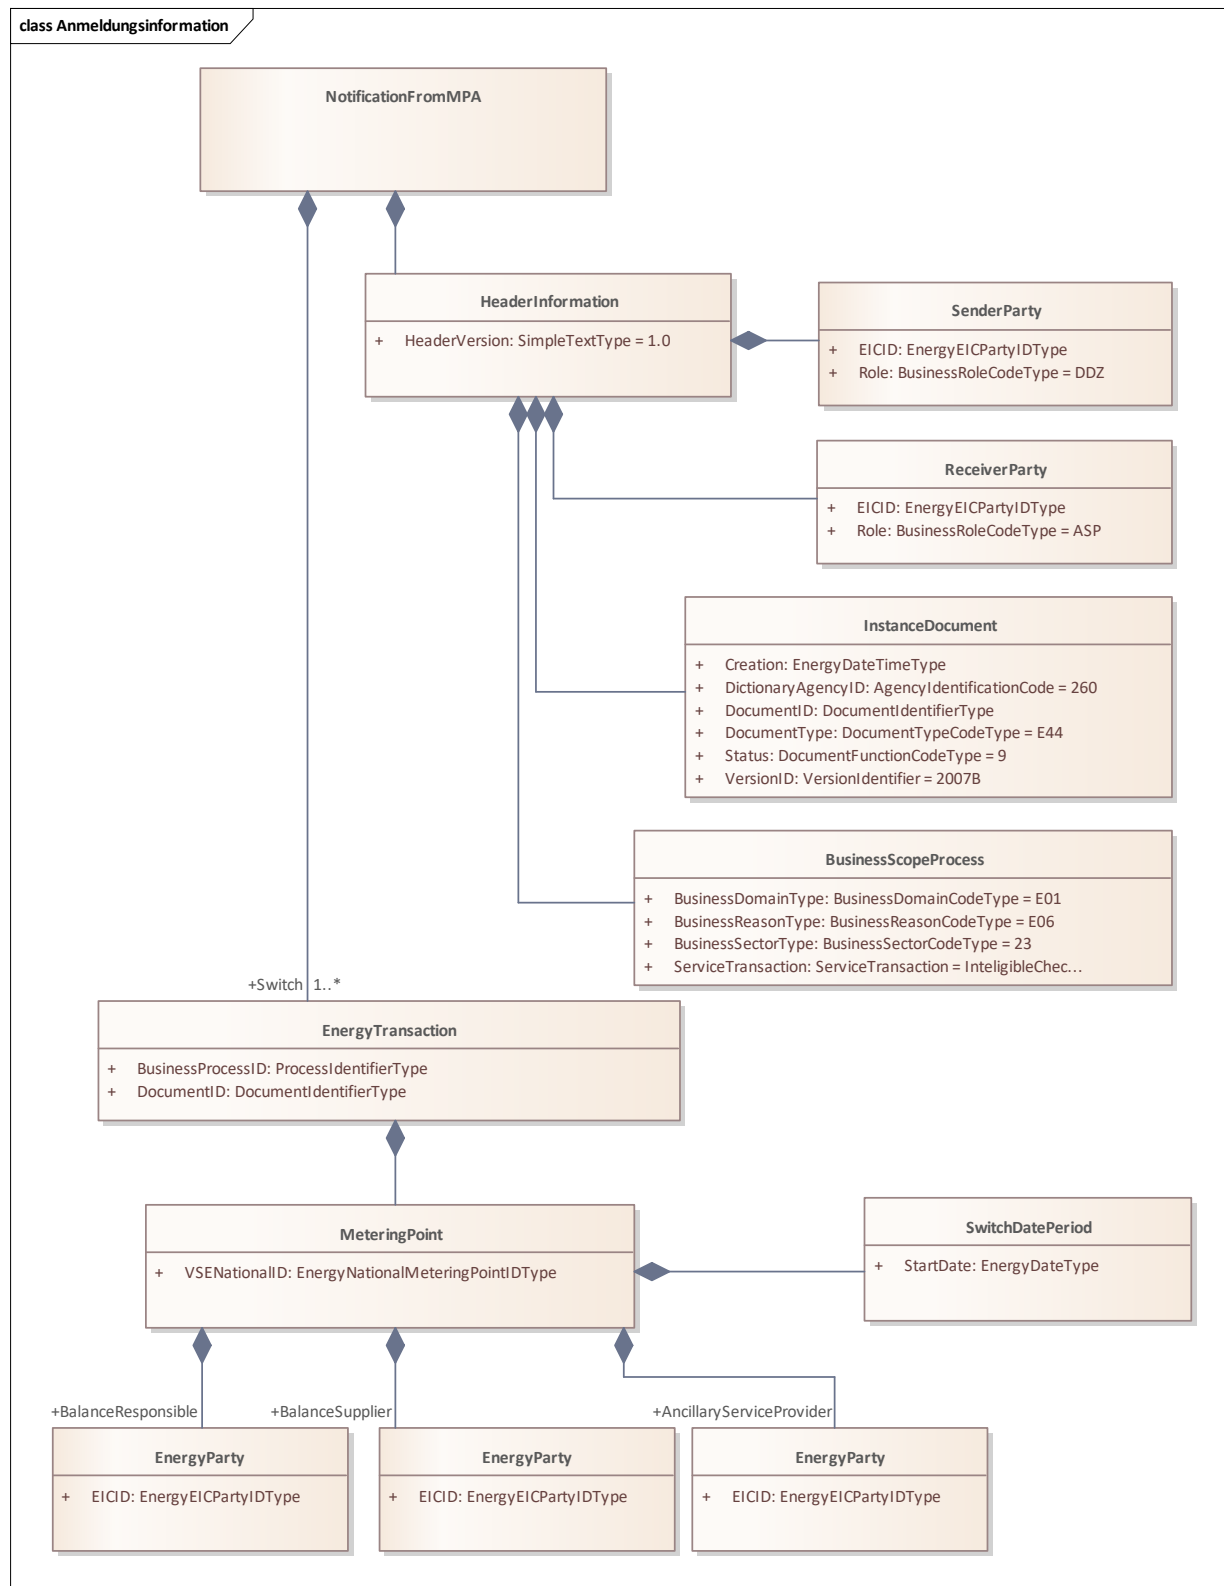 class Anmeldungsinformation
NotificationFromMPA
HeaderInformation
+ HeaderVersion: SimpleTextType = 1.0
SenderParty
+ EICID: EnergyEICPartyIDType
+ Role: BusinessRoleCodeType = DDZ
ReceiverParty
+ EICID: EnergyEICPartyIDType
+ Role: BusinessRoleCodeType = ASP
InstanceDocument
+ Creation: EnergyDateTimeType
+ DictionaryAgencyID: AgencyIdentificationCode = 260
+ DocumentID: DocumentIdentifierType
+ DocumentType: DocumentTypeCodeType = E44
+ Status: DocumentFunctionCodeType = 9
+ VersionID: VersionIdentifier = 2007B
BusinessScopeProcess
+ BusinessDomainType: BusinessDomainCodeType = E01
+ BusinessReasonType: BusinessReasonCodeType = E06
+ BusinessSectorType: BusinessSectorCodeType = 23
+ ServiceTransaction: ServiceTransaction = InteligibleChec...
+Switch 1..*
EnergyTransaction
+ BusinessProcessID: ProcessIdentifierType
+ DocumentID: DocumentIdentifierType
MeteringPoint
+ VSENationalID: EnergyNationalMeteringPointIDType
SwitchDatePeriod
+ StartDate: EnergyDateType
+BalanceResponsible
+BalanceSupplier
+AncillaryServiceProvider
EnergyParty
+ EICID: EnergyEICPartyIDType
EnergyParty
+ EICID: EnergyEICPartyIDType
EnergyParty
+ EICID: EnergyEICPartyIDType